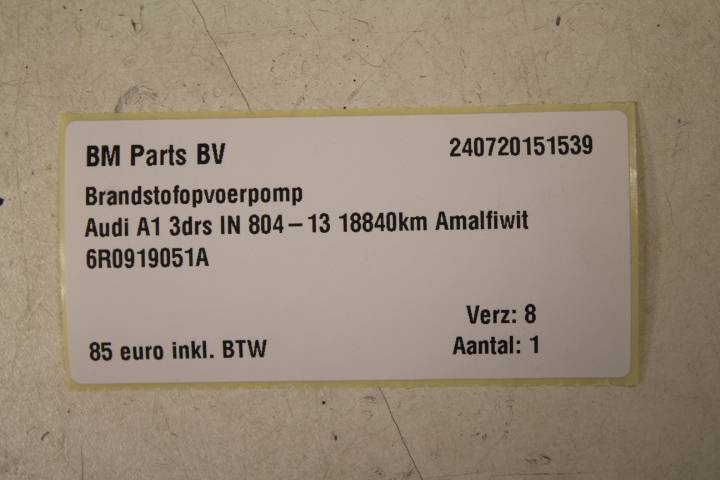 BM Parts BV 240720151539
Brandstofopvoerpomp
Audi A1 3drs IN 804-13 18840km Amalfiwit
6R0919051A
Verz: 8
85 euro inkl. BTW Aantal: 1